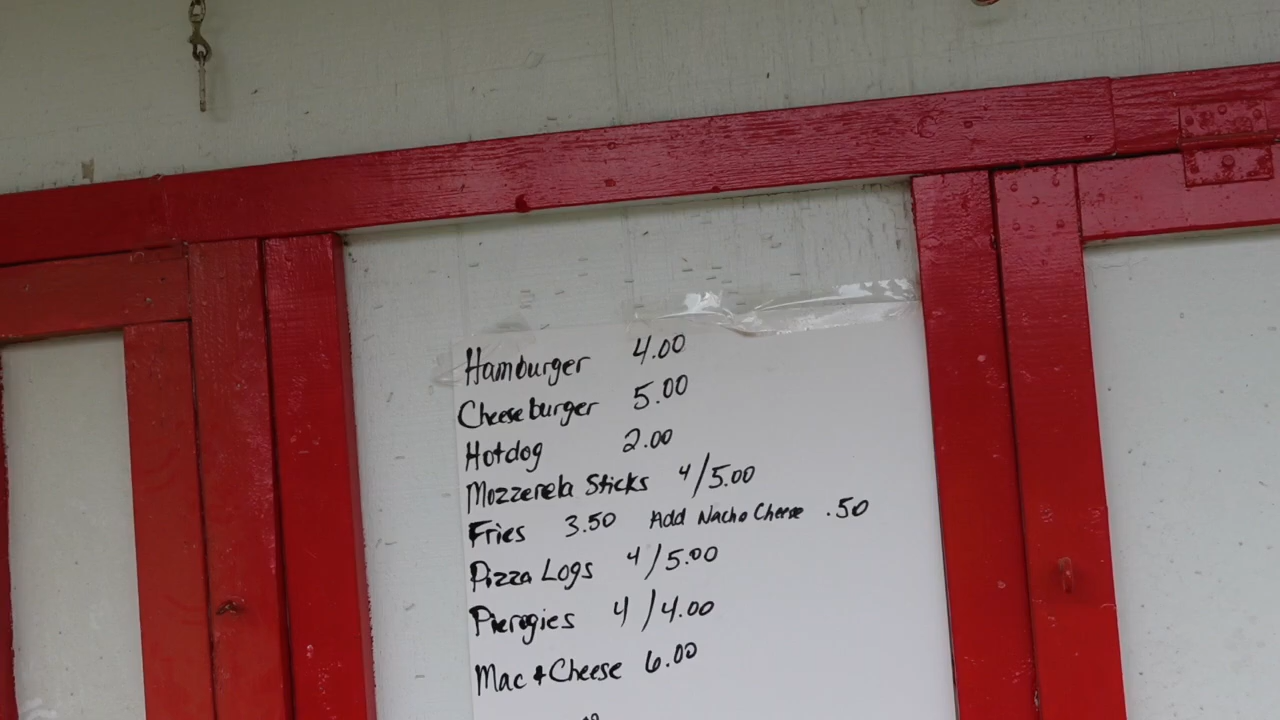 Hamburger 4.00
Cheeseburger 5.00
Hotdog 2.00
Mozzerela Sticks 4/5.00
Fries 3.50 Add Nacho Cheese .50
Pizza Logs 4/5.00
Pierogies 4/4.00
Mac & Cheese 6.00